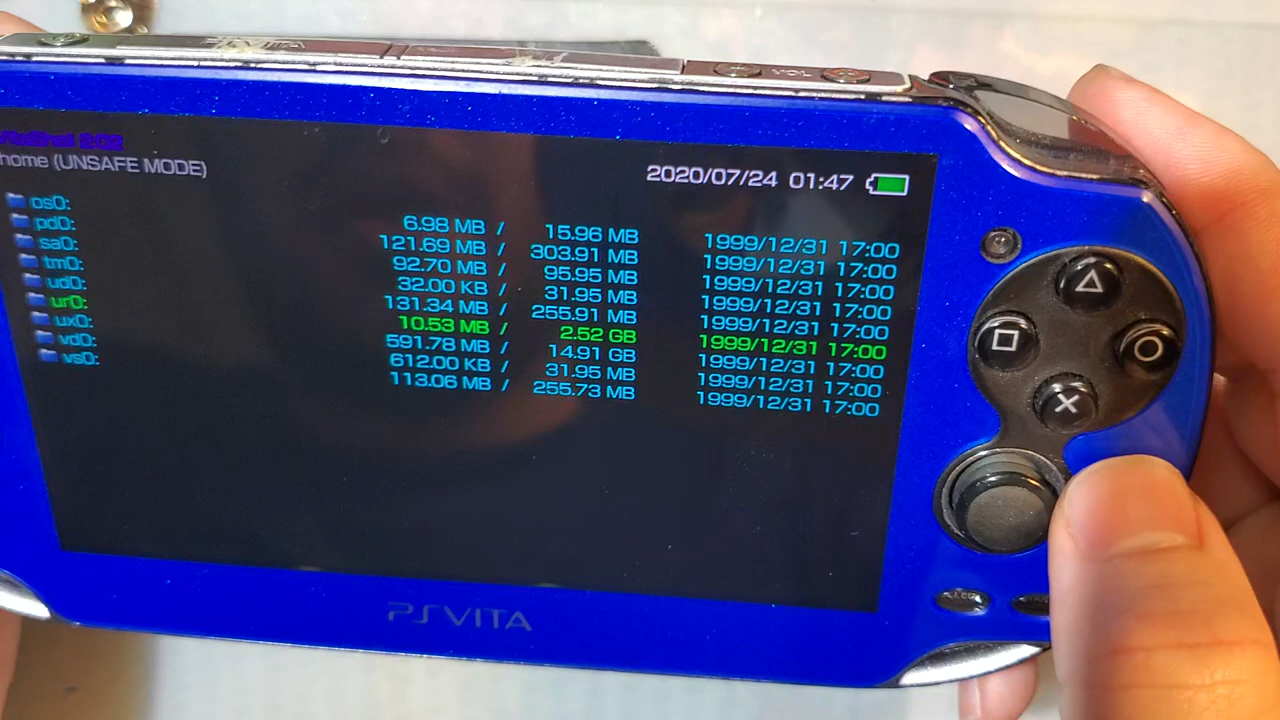 VitaShell 2.02
home (UNSAFE MODE)
2020/07/24 01:47
os0: 6.98 MB / 15.96 MB 1999/12/31 17:00
pd0: 121.69 MB / 303.91 MB 1999/12/31 17:00
sa0: 92.70 MB / 95.95 MB 1999/12/31 17:00
tm0: 32.00 KB / 31.95 MB 1999/12/31 17:00
ud0: 131.34 MB / 255.91 MB 1999/12/31 17:00
ur0: 10.53 MB / 2.52 GB 1999/12/31 17:00
ux0: 591.78 MB / 14.91 GB 1999/12/31 17:00
vd0: 612.00 KB / 31.95 MB 1999/12/31 17:00
vs0: 113.06 MB / 255.73 MB 1999/12/31 17:00
VOL
PSVITA